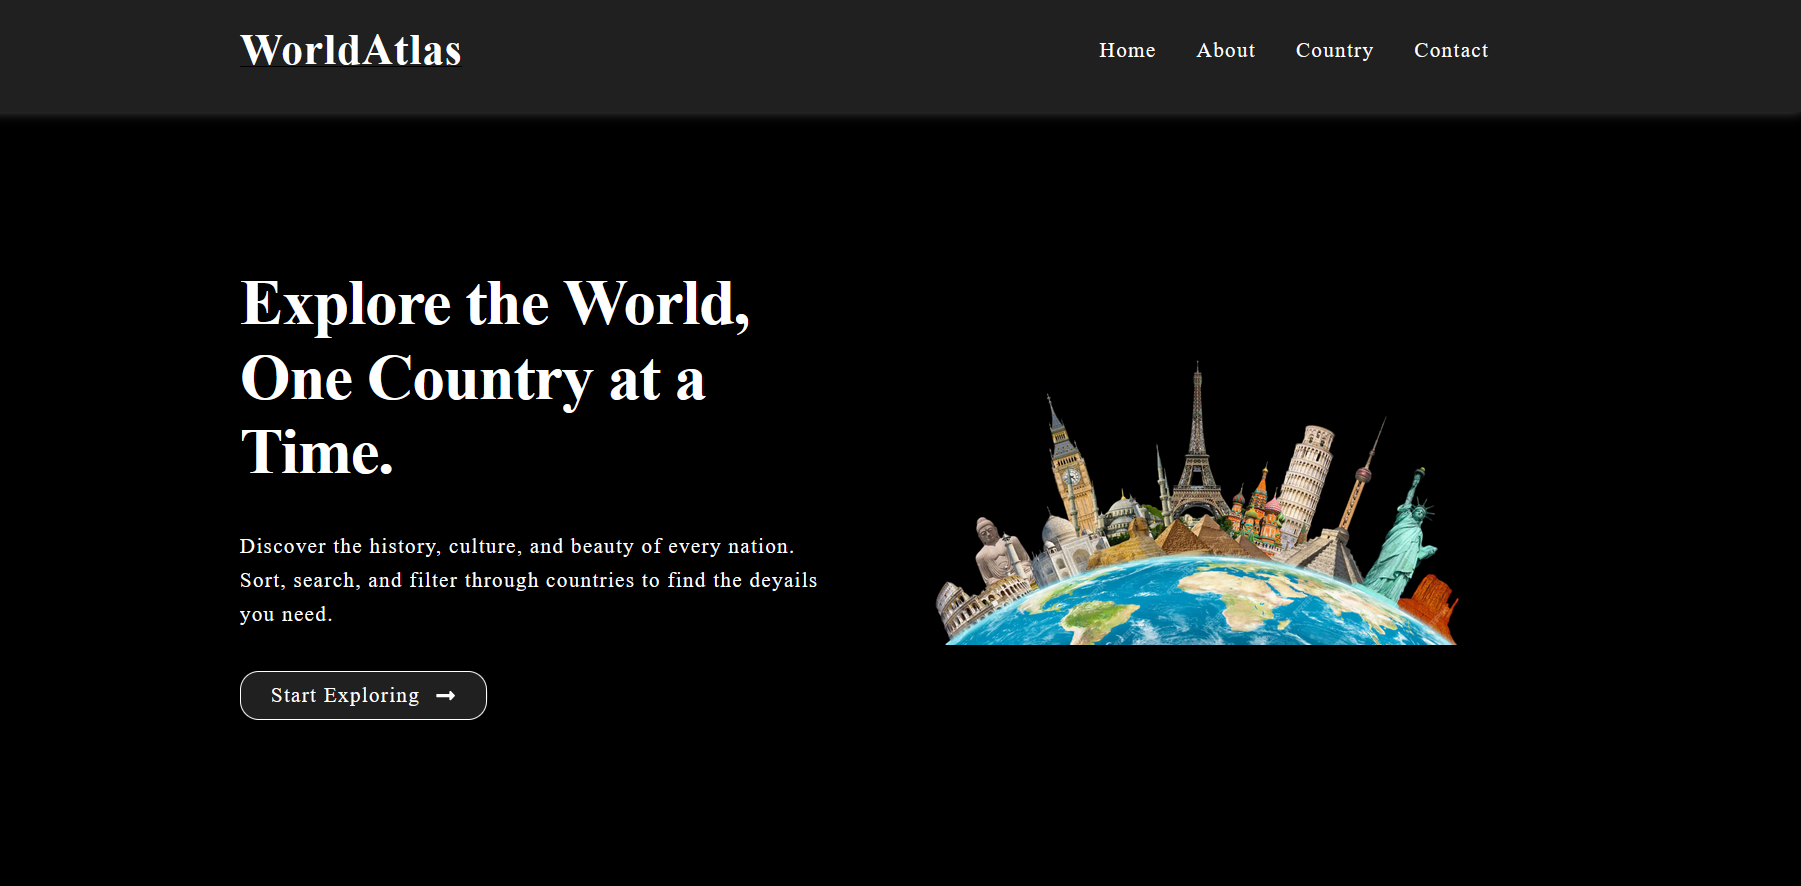 WorldAtlas
Home About Country Contact
Explore the World,
One Country at a
Time.
Discover the history, culture, and beauty of every nation.
Sort, search, and filter through countries to find the deyails
you need.
Start Exploring